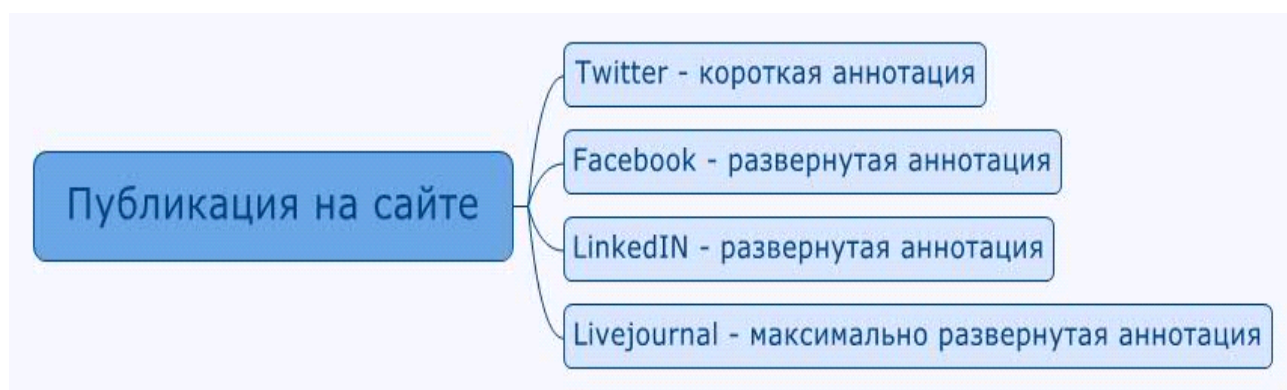 Публикация на сайте
Twitter - короткая аннотация
Facebook - развернутая аннотация
LinkedIN - развернутая аннотация
Livejournal - максимально развернутая аннотация